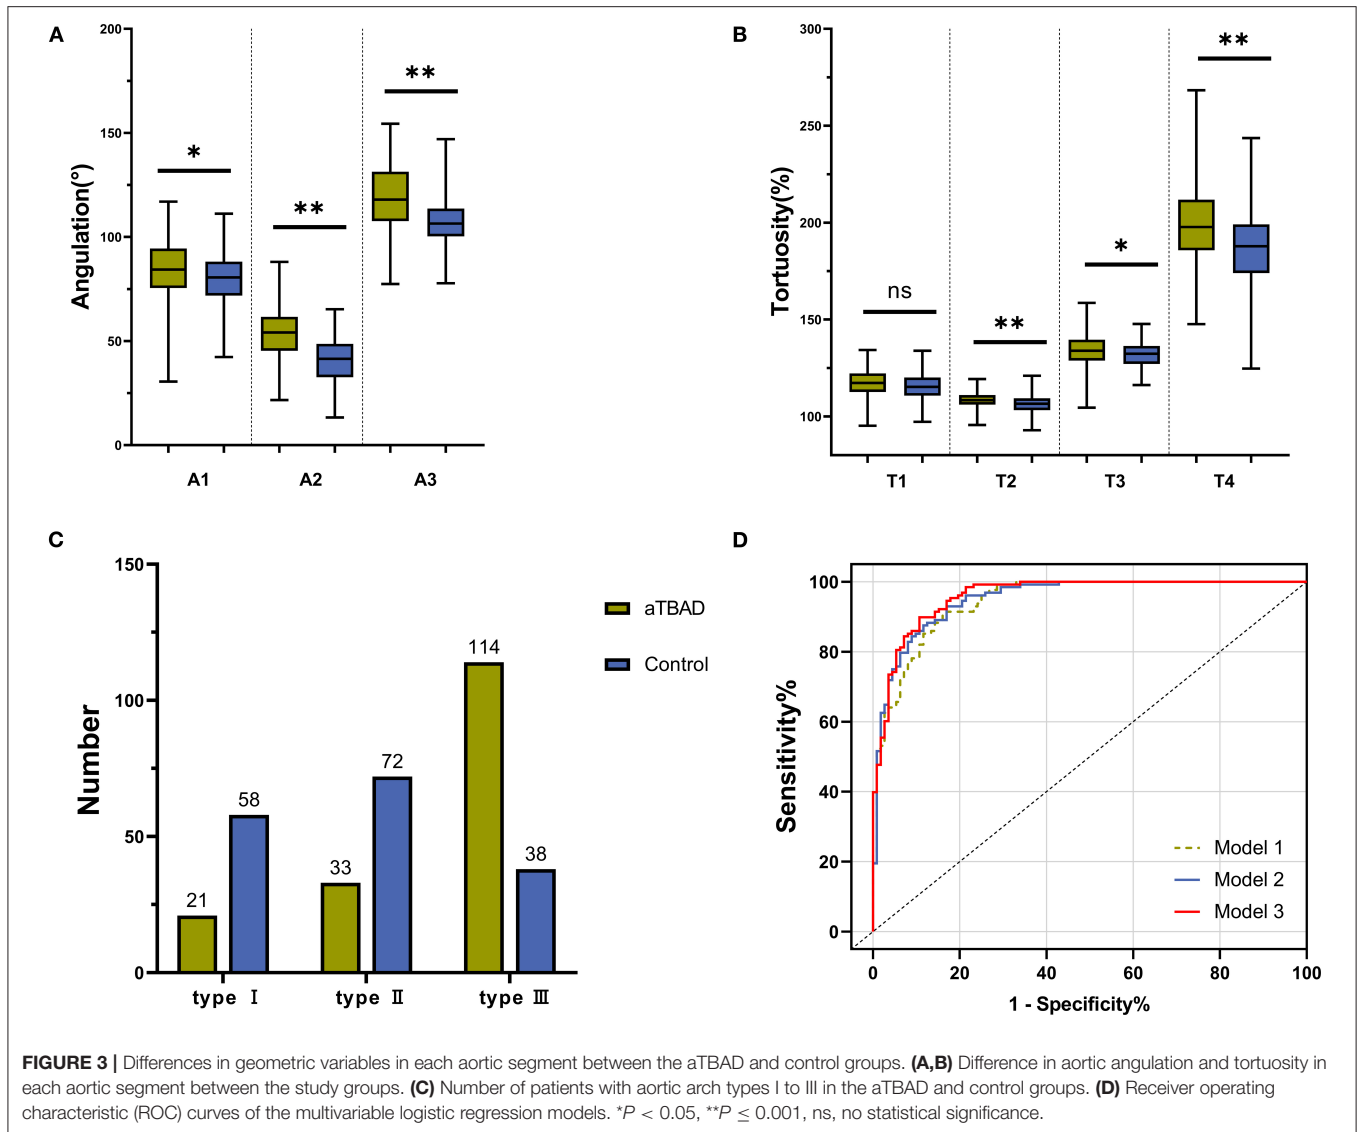 A
200
150
100
50
0
Angulation(°)
*
**
**
A1 A2 A3
B
300
250
200
150
100
Tortuosity(%)
ns
**
*
**
T1 T2 T3 T4
C
150
100
50
0
Number
21
58
33
72
114
38
type Ⅰ type Ⅱ type Ⅲ
aTBAD
Control
D
100
80
60
40
20
0
Sensitivity%
Model 1
Model 2
Model 3
0 20 40 60 80 100
1 - Specificity%
FIGURE 3 | Differences in geometric variables in each aortic segment between the aTBAD and control groups. (A,B) Difference in aortic angulation and tortuosity in
each aortic segment between the study groups. (C) Number of patients with aortic arch types I to III in the aTBAD and control groups. (D) Receiver operating
characteristic (ROC) curves of the multivariable logistic regression models. *P < 0.05, **P ≤ 0.001, ns, no statistical significance.